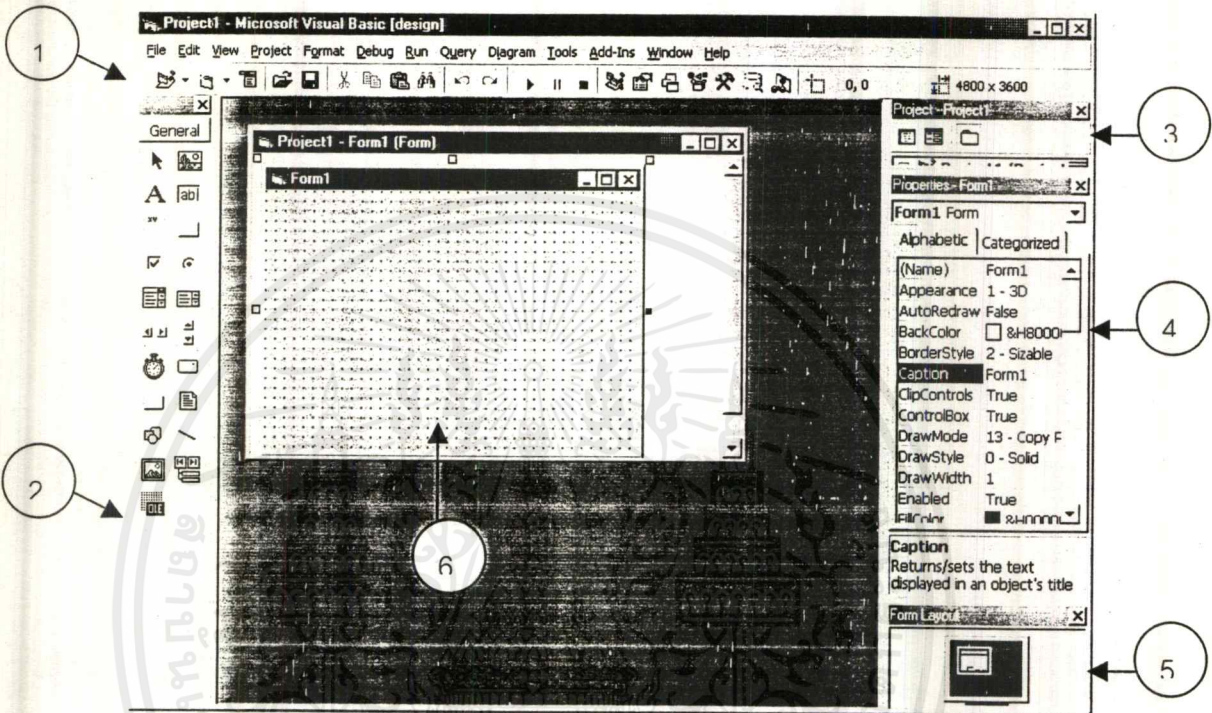 Project1 - Microsoft Visual Basic [design]
File Edit View Project Format Debug Run Query Diagram Tools Add-Ins Window Help
0, 0 4800 x 3600
1
General
A ab|
xy
OLE
2
Project1 - Form1 (Form)
Form1
6
Project - Project1
3
Properties - Form1
Form1 Form
Alphabetic Categorized
(Name) Form1
Appearance 1 - 3D
AutoRedraw False
BackColor &H8000
BorderStyle 2 - Sizable
Caption Form1
ClipControls True
ControlBox True
DrawMode 13 - Copy F
DrawStyle 0 - Solid
DrawWidth 1
Enabled True
FillColor
4
Caption
Returns/sets the text
displayed in an object's title
Form Layout
5